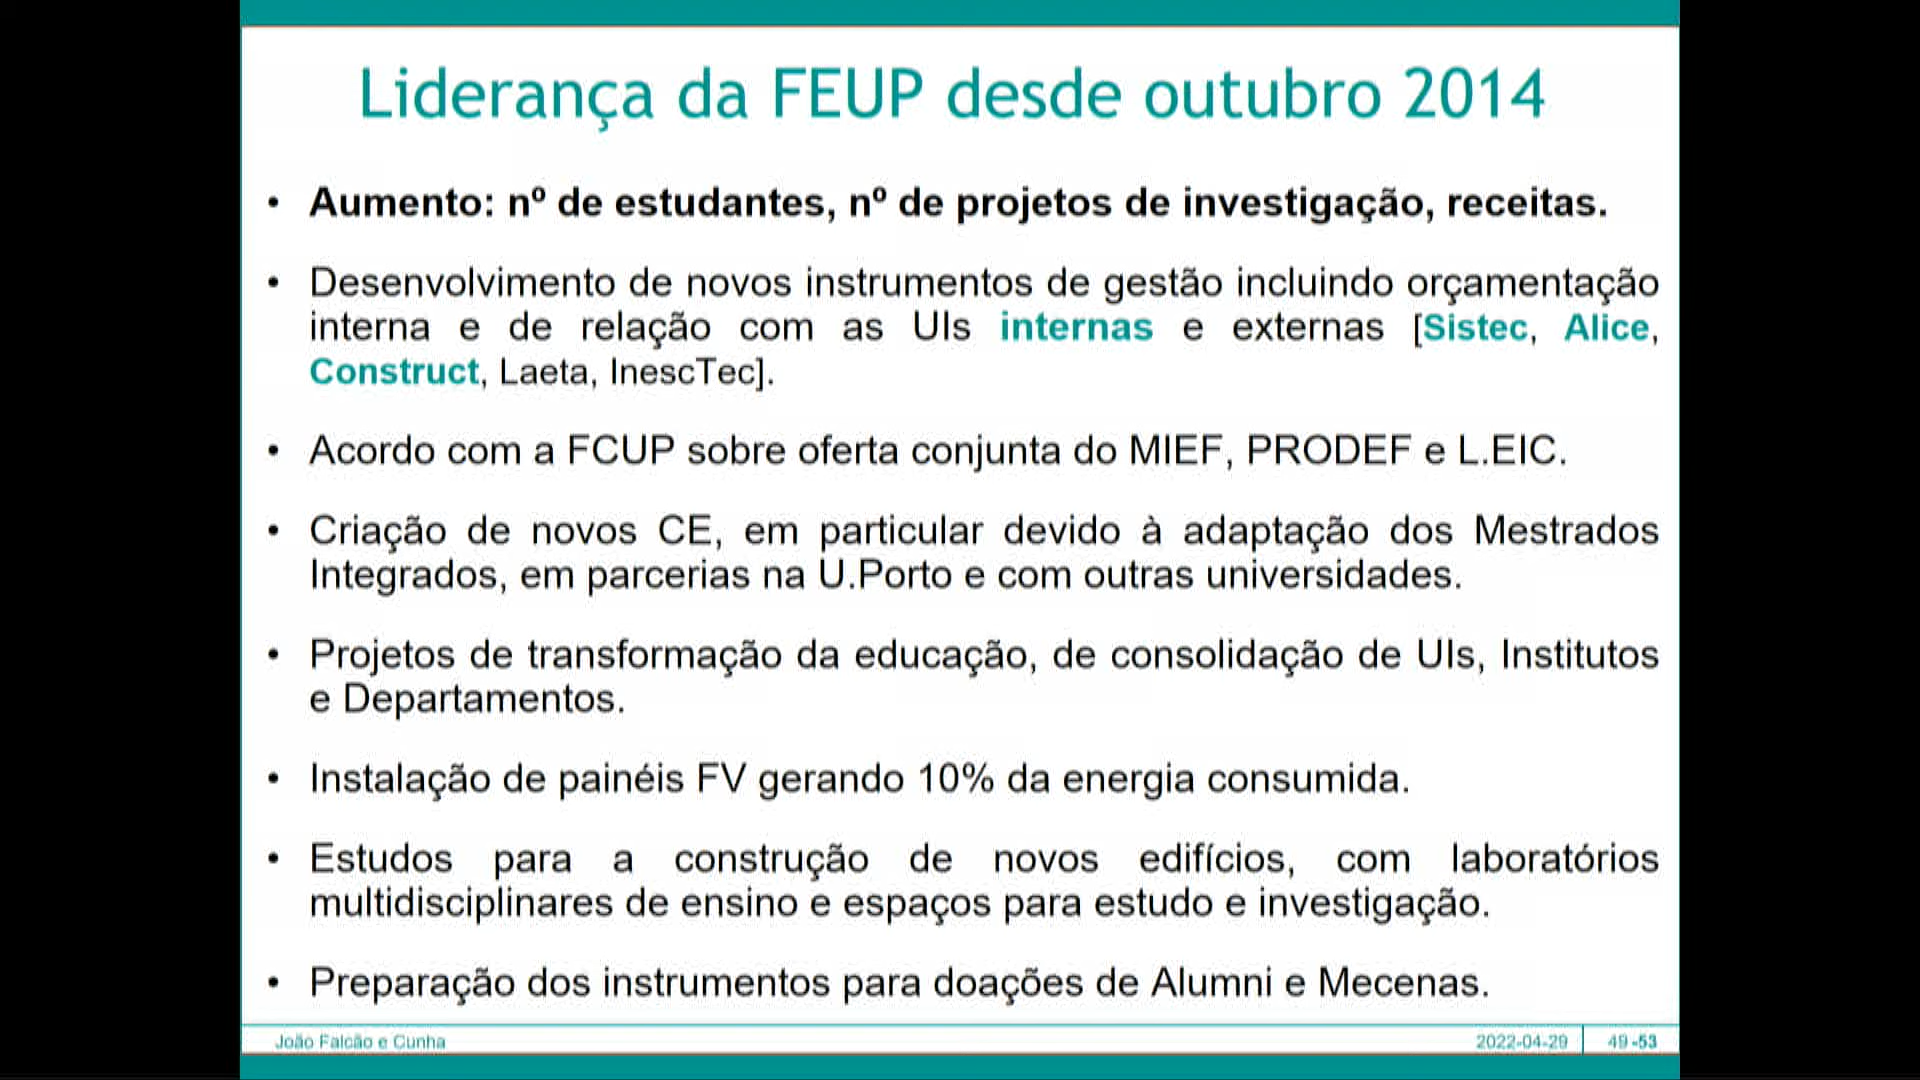 Liderança da FEUP desde outubro 2014
• Aumento: nº de estudantes, nº de projetos de investigação, receitas.
• Desenvolvimento de novos instrumentos de gestão incluindo orçamentação
interna e de relação com as UIs internas e externas [Sistec, Alice,
Construct, Laeta, InescTec].
• Acordo com a FCUP sobre oferta conjunta do MIEF, PRODEF e L.EIC.
• Criação de novos CE, em particular devido à adaptação dos Mestrados
Integrados, em parcerias na U.Porto e com outras universidades.
• Projetos de transformação da educação, de consolidação de UIs, Institutos
e Departamentos.
• Instalação de painéis FV gerando 10% da energia consumida.
• Estudos para a construção de novos edifícios, com laboratórios
multidisciplinares de ensino e espaços para estudo e investigação.
• Preparação dos instrumentos para doações de Alumni e Mecenas.
João Falcão e Cunha 2022-04-29 49-53